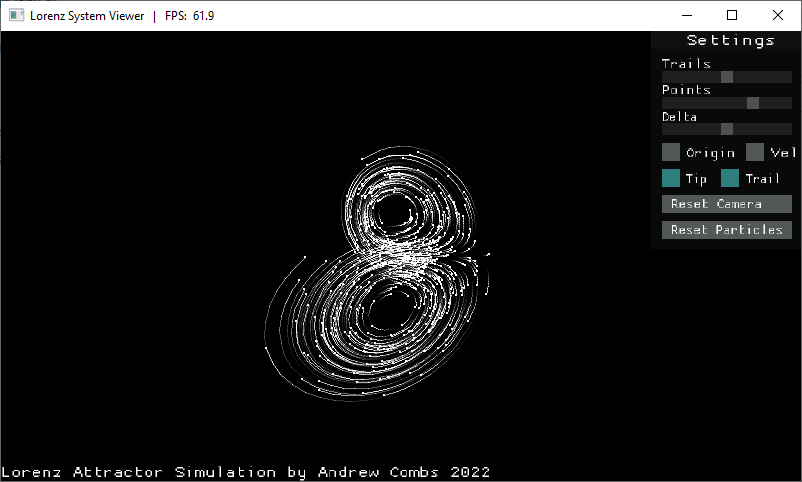 Lorenz System Viewer | FPS: 61.9
Settings
Trails
Points
Delta
Origin Vel
Tip Trail
Reset Camera
Reset Particles
Lorenz Attractor Simulation by Andrew Combs 2022